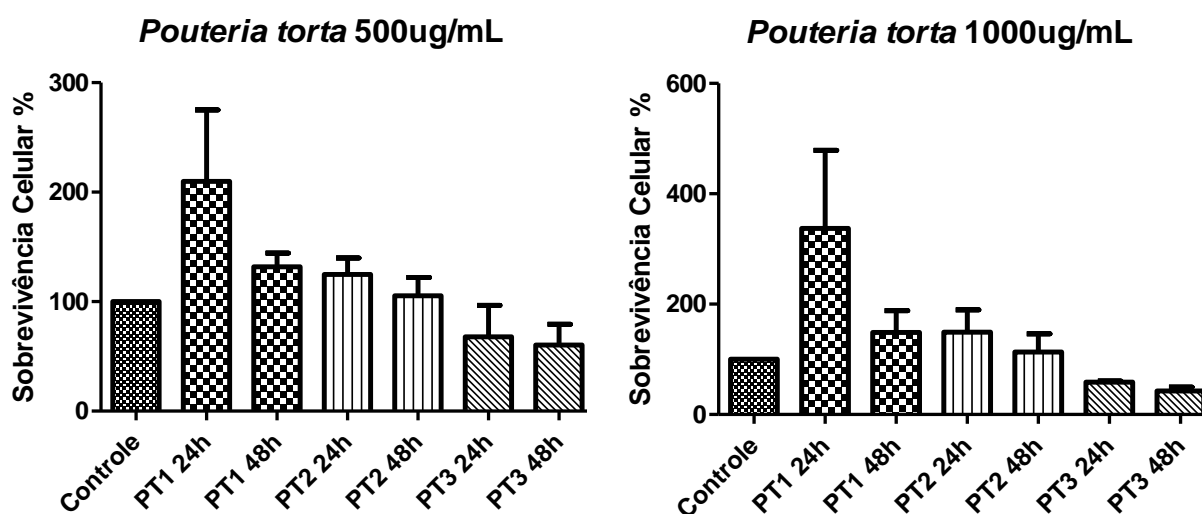 Pouteria torta 500ug/mL
Sobrevivência Celular %
300
200
100
0
Controle
PT1 24h
PT1 48h
PT2 24h
PT2 48h
PT3 24h
PT3 48h
Pouteria torta 1000ug/mL
Sobrevivência Celular %
600
400
200
0
Controle
PT1 24h
PT1 48h
PT2 24h
PT2 48h
PT3 24h
PT3 48h